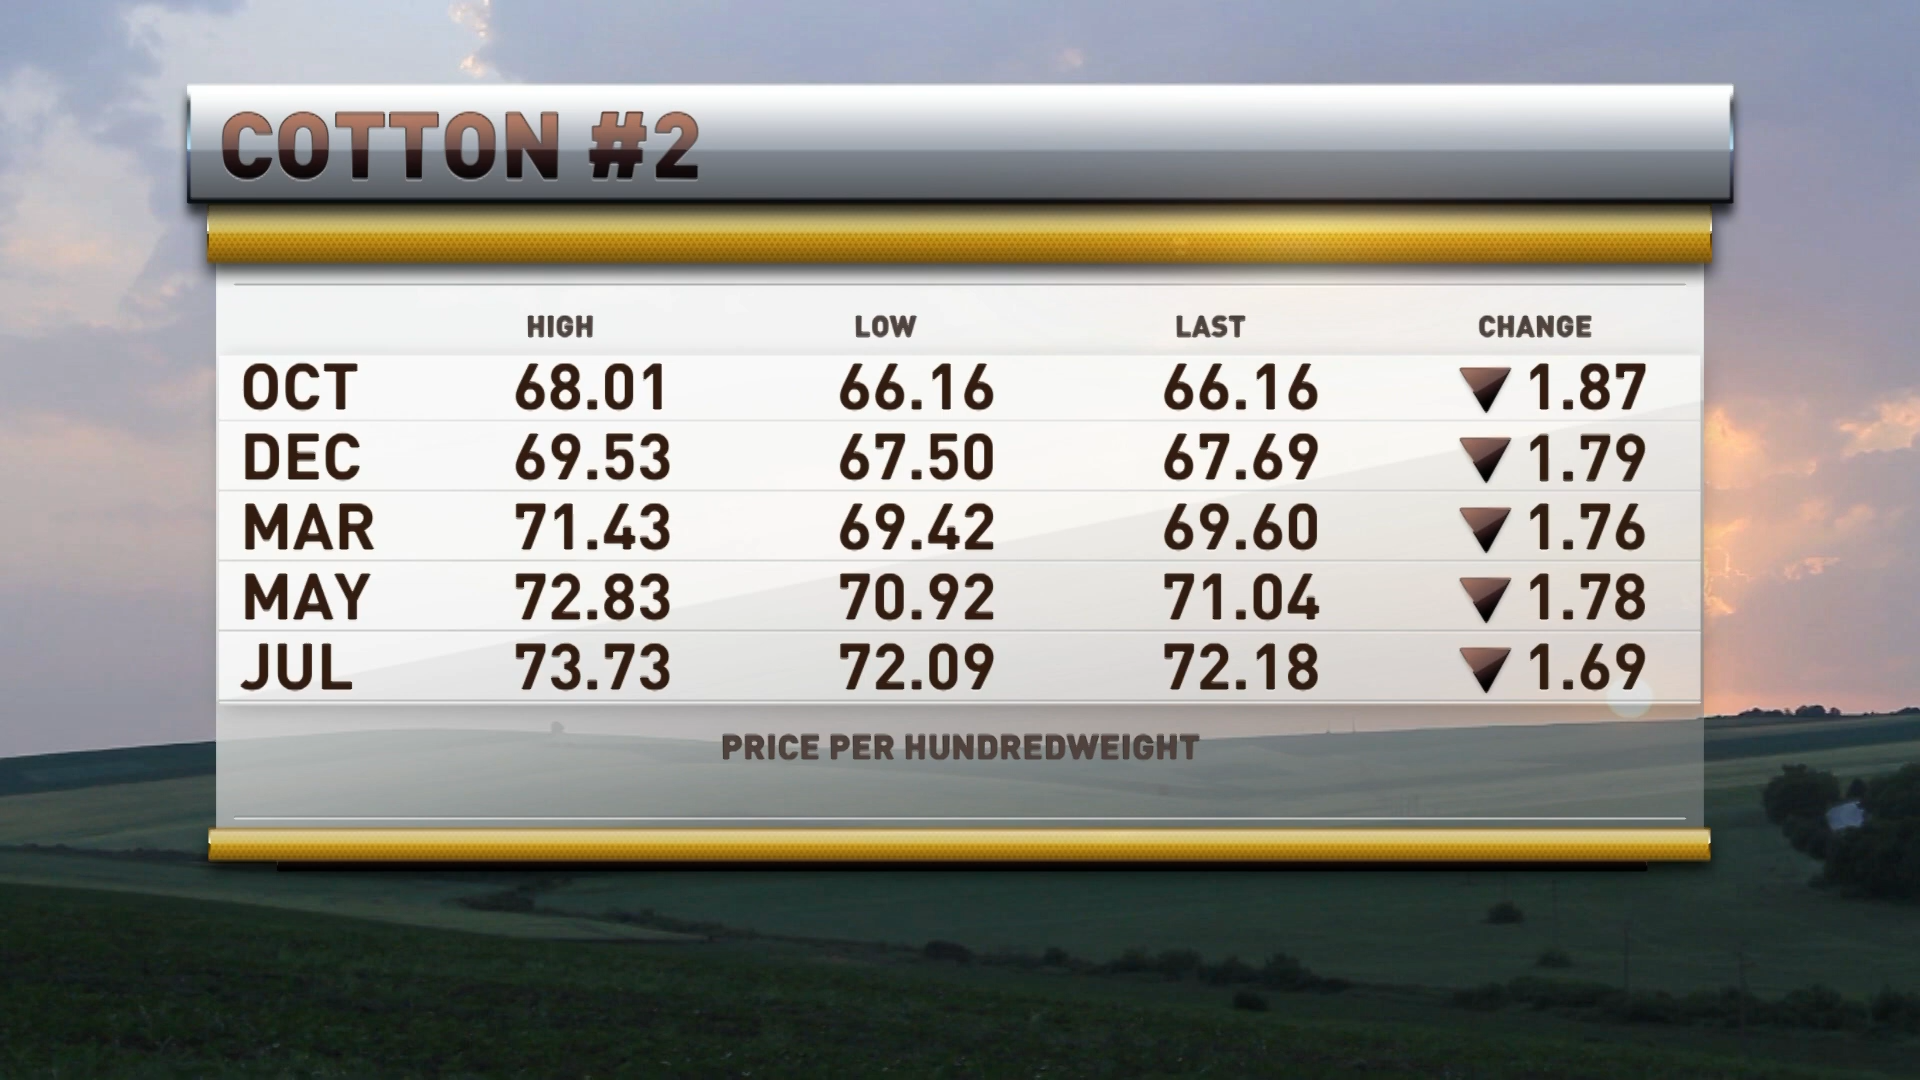 COTTON #2
HIGH LOW LAST CHANGE
OCT 68.01 66.16 66.16 ▼ 1.87
DEC 69.53 67.50 67.69 ▼ 1.79
MAR 71.43 69.42 69.60 ▼ 1.76
MAY 72.83 70.92 71.04 ▼ 1.78
JUL 73.73 72.09 72.18 ▼ 1.69
PRICE PER HUNDREDWEIGHT